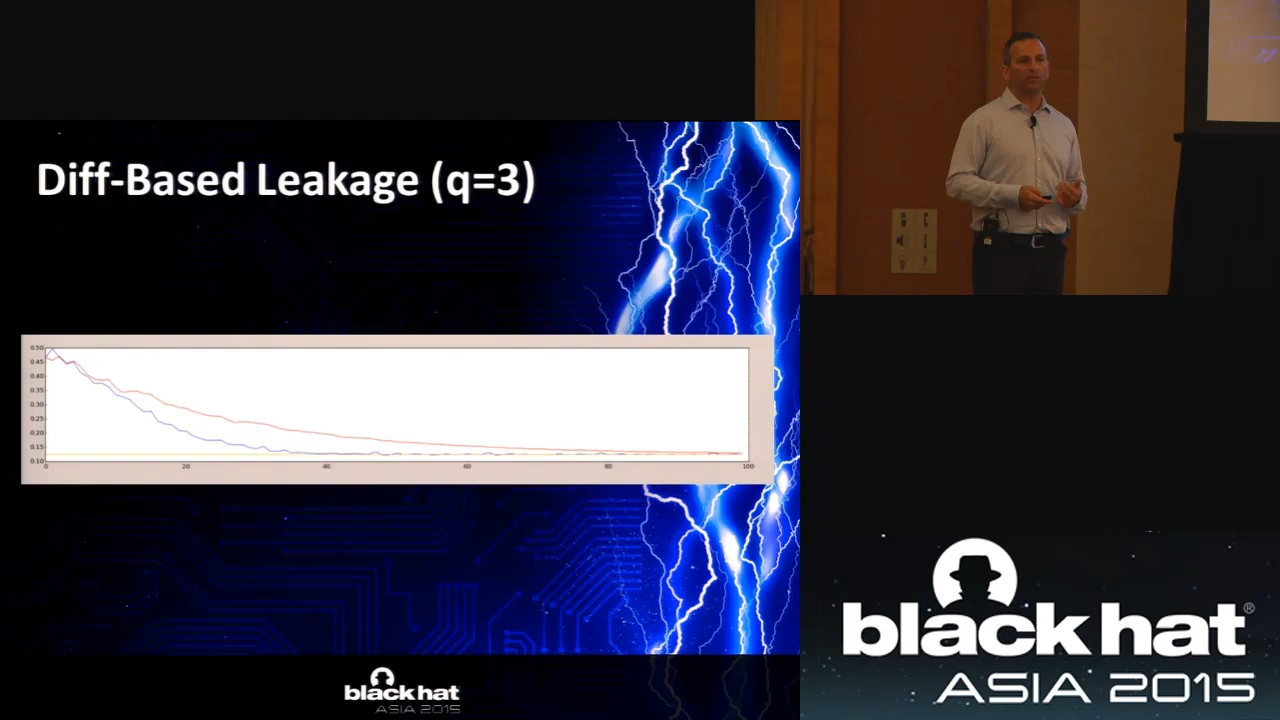 Diff-Based Leakage (q=3)
0.50
0.45
0.40
0.35
0.30
0.25
0.20
0.15
0.10
0 20 40 60 80 100
black hat
ASIA 2015
black hat®
ASIA 2015